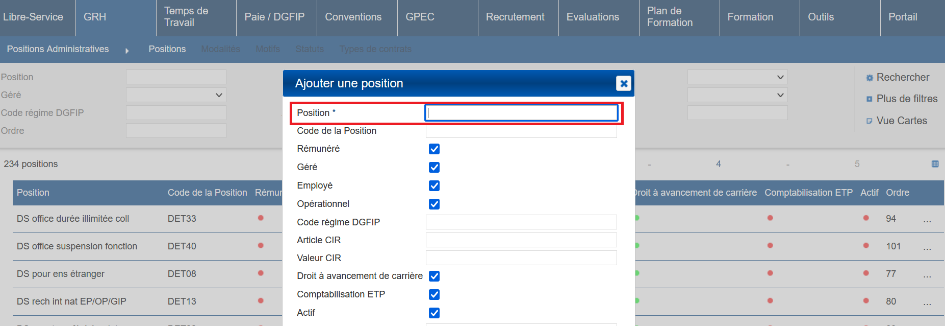 Libre-Service GRH Temps de Travail Paie / DGFIP Conventions GPEC Recrutement Evaluations Plan de Formation Formation Outils Portail
Positions Administratives Positions Modalités Motifs Statuts Types de contrats
Position
Géré
Code régime DGFIP
Ordre
Rechercher
Plus de filtres
Vue Cartes
Ajouter une position
Position *
Code de la Position
Rémunéré
Géré
Employé
Opérationnel
Code régime DGFIP
Article CIR
Valeur CIR
Droit à avancement de carrière
Comptabilisation ETP
Actif
234 positions - 4 - 5
Position Code de la Position Rémun Droit à avancement de carrière Comptabilisation ETP Actif Ordre
DS office durée illimitée coll DET33 94 ...
DS office suspension fonction DET40 101 ...
DS pour ens étranger DET08 77 ...
DS rech int nat EP/OP/GIP DET13 80 ...